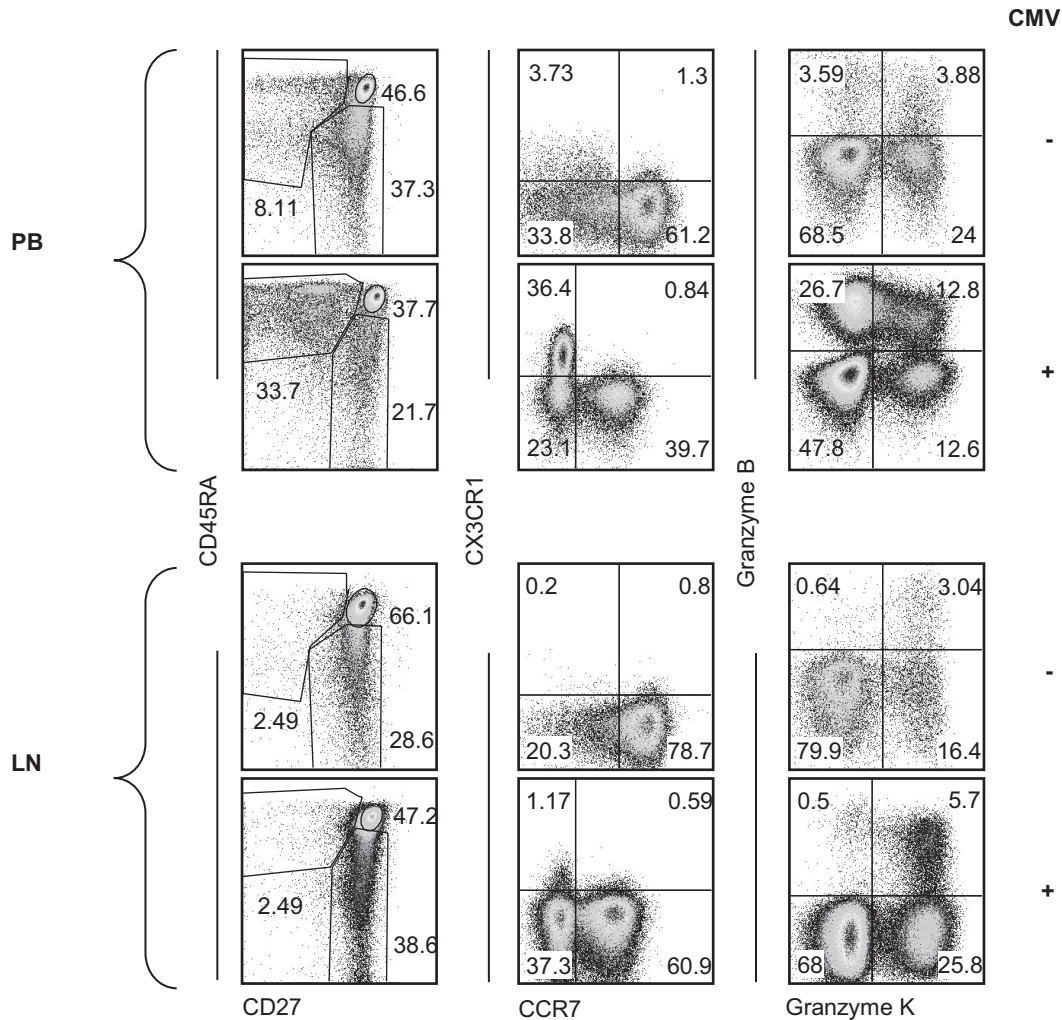 CMV
3.73 1.3 3.59 3.88
46.6
-
37.3
8.11
33.8 61.2 68.5 24
PB
36.4 0.84 26.7 12.8
37.7
+
33.7
21.7
23.1 39.7 47.8 12.6
CD45RA
CX3CR1
Granzyme B
0.2 0.8 0.64 3.04
66.1
-
2.49
28.6
20.3 78.7 79.9 16.4
LN
1.17 0.59 0.5 5.7
47.2
+
2.49
38.6
37.3 60.9 68 25.8
CD27 CCR7 Granzyme K